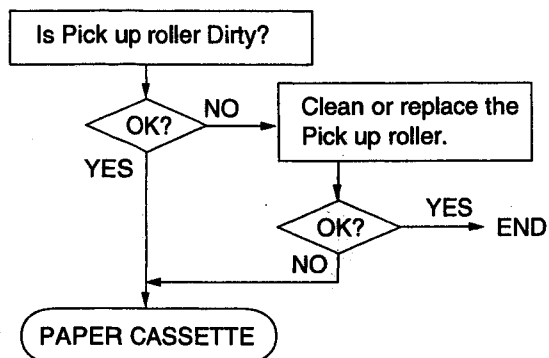 Is Pick up roller Dirty?
OK?
NO
YES
Clean or replace the
Pick up roller.
OK?
YES
END
NO
PAPER CASSETTE